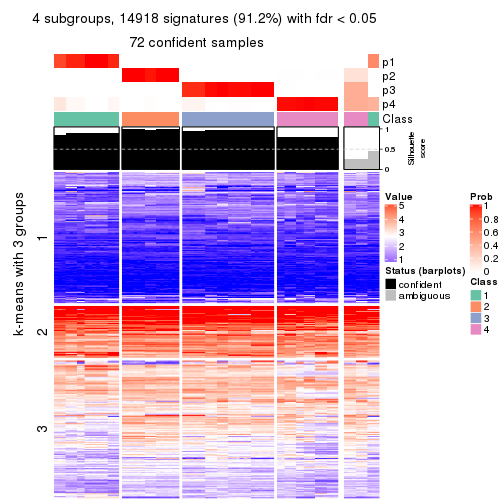 4 subgroups, 14918 signatures (91.2%) with fdr < 0.05
72 confident samples
p1
p2
p3
p4
Class
1
0.5
0
Silhouette
score
k-means with 3 groups
1
2
3
Value
5
4
3
2
1
Prob
1
0.8
0.6
0.4
0.2
0
Status (barplots)
confident
ambiguous
Class
1
2
3
4